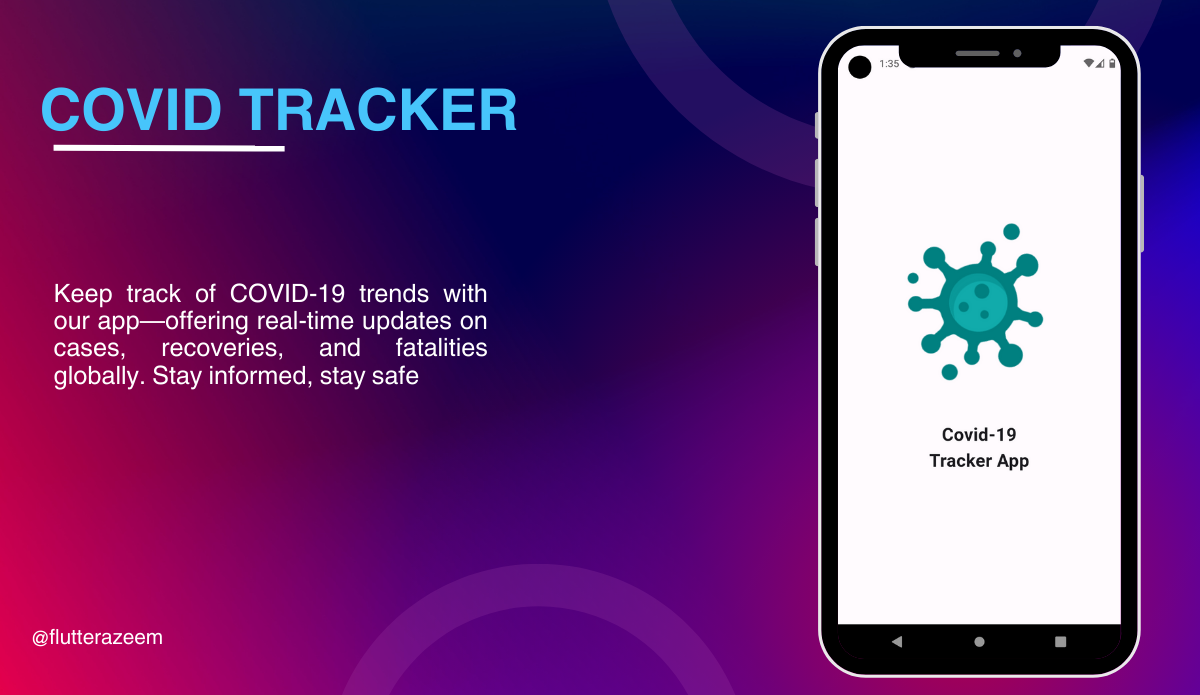 COVID TRACKER
Keep track of COVID-19 trends with
our app—offering real-time updates on
cases, recoveries, and fatalities
globally. Stay informed, stay safe
@flutterazeem
1:35
Covid-19
Tracker App